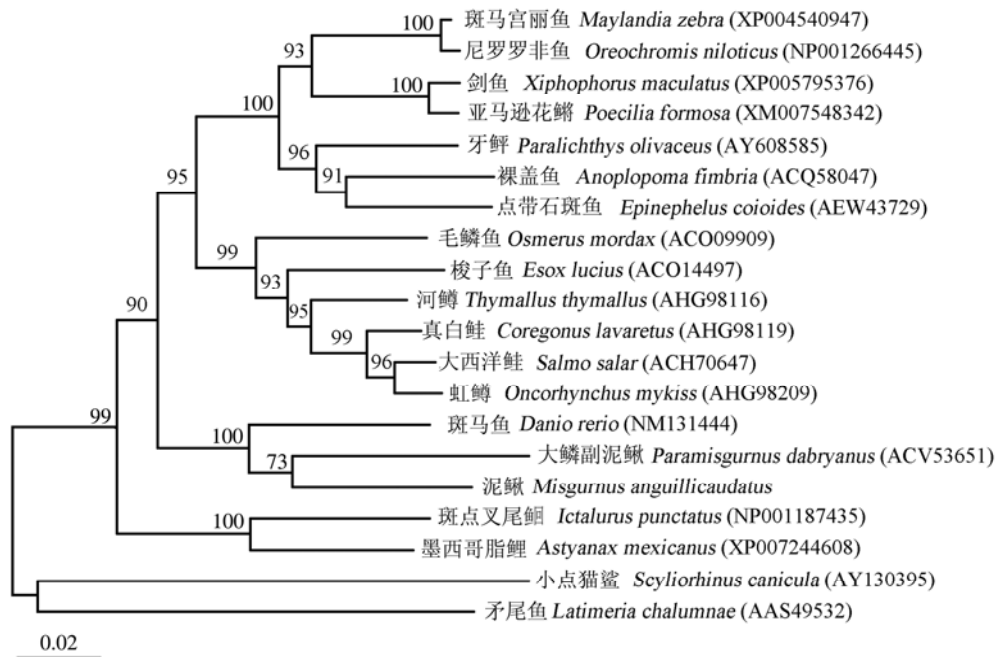 斑马宫丽鱼 Maylandia zebra (XP004540947)
100
尼罗罗非鱼 Oreochromis niloticus (NP001266445)
93
剑鱼 Xiphophorus maculatus (XP005795376)
100
亚马逊花鳉 Poecilia formosa (XM007548342)
100
牙鲆 Paralichthys olivaceus (AY608585)
96
裸盖鱼 Anoplopoma fimbria (ACQ58047)
91
点带石斑鱼 Epinephelus coioides (AEW43729)
95
毛鳞鱼 Osmerus mordax (ACO09909)
99
梭子鱼 Esox lucius (ACO14497)
93
河鳟 Thymallus thymallus (AHG98116)
95
真白鲑 Coregonus lavaretus (AHG98119)
99
大西洋鲑 Salmo salar (ACH70647)
96
虹鳟 Oncorhynchus mykiss (AHG98209)
90
斑马鱼 Danio rerio (NM131444)
99
100
大鳞副泥鳅 Paramisgurnus dabryanus (ACV53651)
73
泥鳅 Misgurnus anguillicaudatus
斑点叉尾鮰 Ictalurus punctatus (NP001187435)
100
墨西哥脂鲤 Astyanax mexicanus (XP007244608)
小点猫鲨 Scyliorhinus canicula (AY130395)
矛尾鱼 Latimeria chalumnae (AAS49532)
0.02